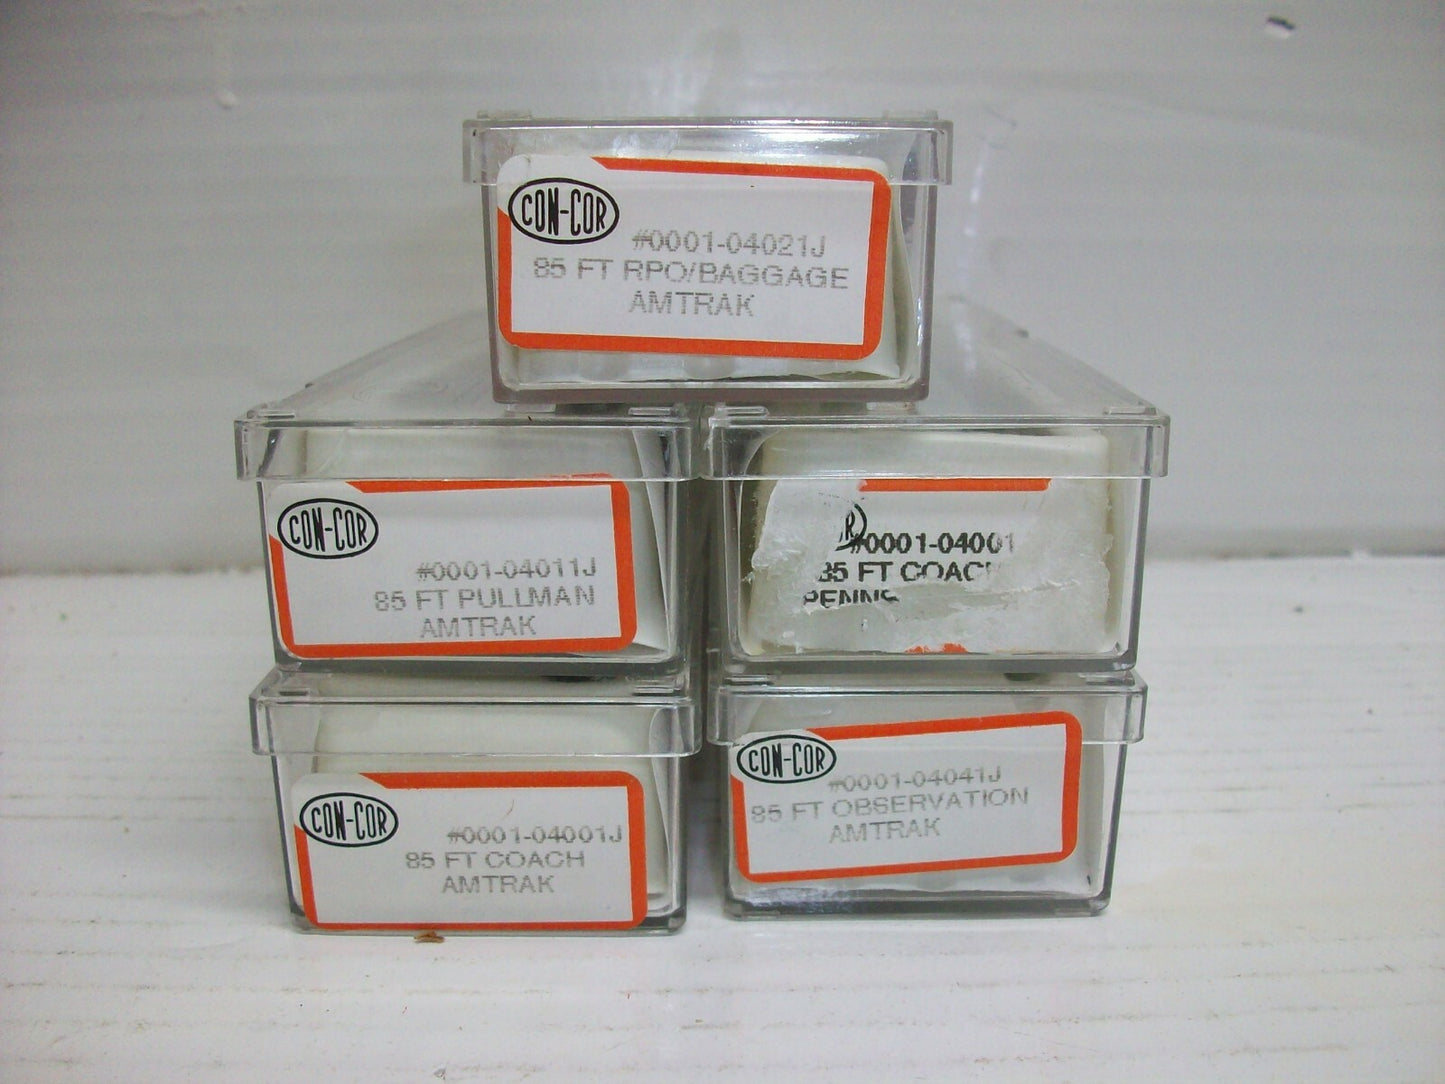 CON-COR
#0001-04021J
85 FT RPO/BAGGAGE
AMTRAK
CON-COR
#0001-04011J
85 FT PULLMAN
AMTRAK
#0001-04001
85 FT COACH
PENNS
CON-COR
#0001-04001J
85 FT COACH
AMTRAK
CON-COR
#0001-04041J
85 FT OBSERVATION
AMTRAK